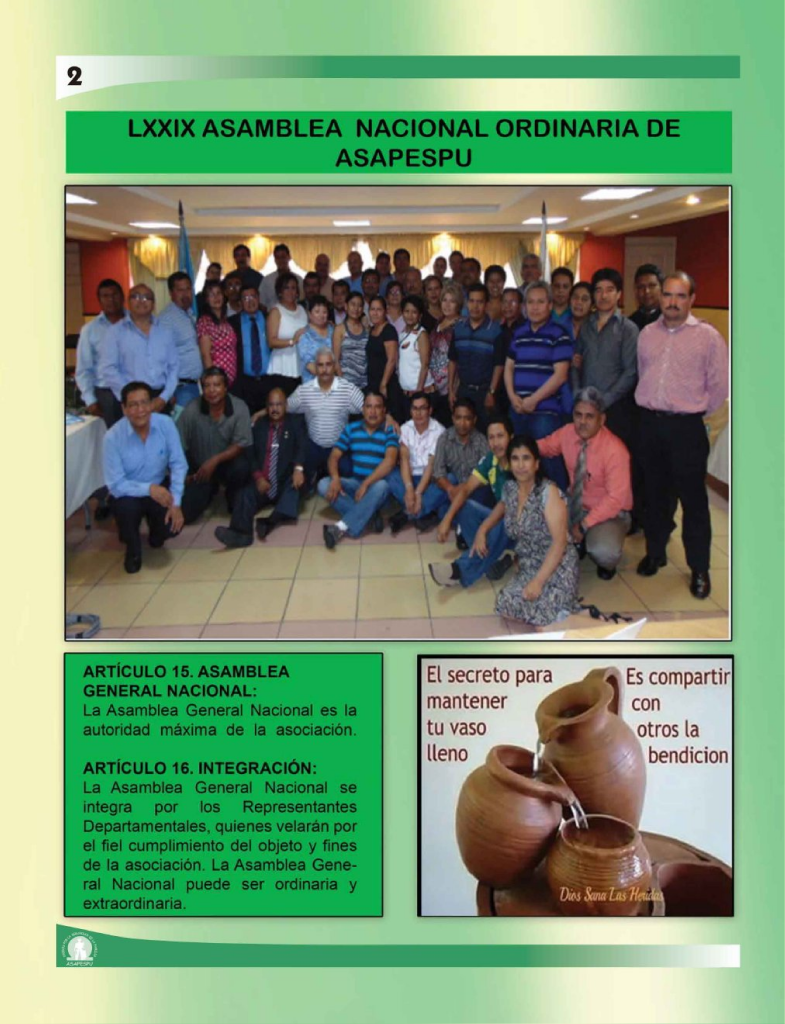 2
LXXIX ASAMBLEA NACIONAL ORDINARIA DE
ASAPESPU
ARTÍCULO 15. ASAMBLEA
GENERAL NACIONAL:
La Asamblea General Nacional es la
autoridad máxima de la asociación.
ARTÍCULO 16. INTEGRACIÓN:
La Asamblea General Nacional se
integra por los Representantes
Departamentales, quienes velarán por
el fiel cumplimiento del objeto y fines
de la asociación. La Asamblea Gene-
ral Nacional puede ser ordinaria y
extraordinaria.
El secreto para
mantener
tu vaso
lleno
Es compartir
con
otros la
bendicion
Dios Sana Las Heridas
ASAPESPU